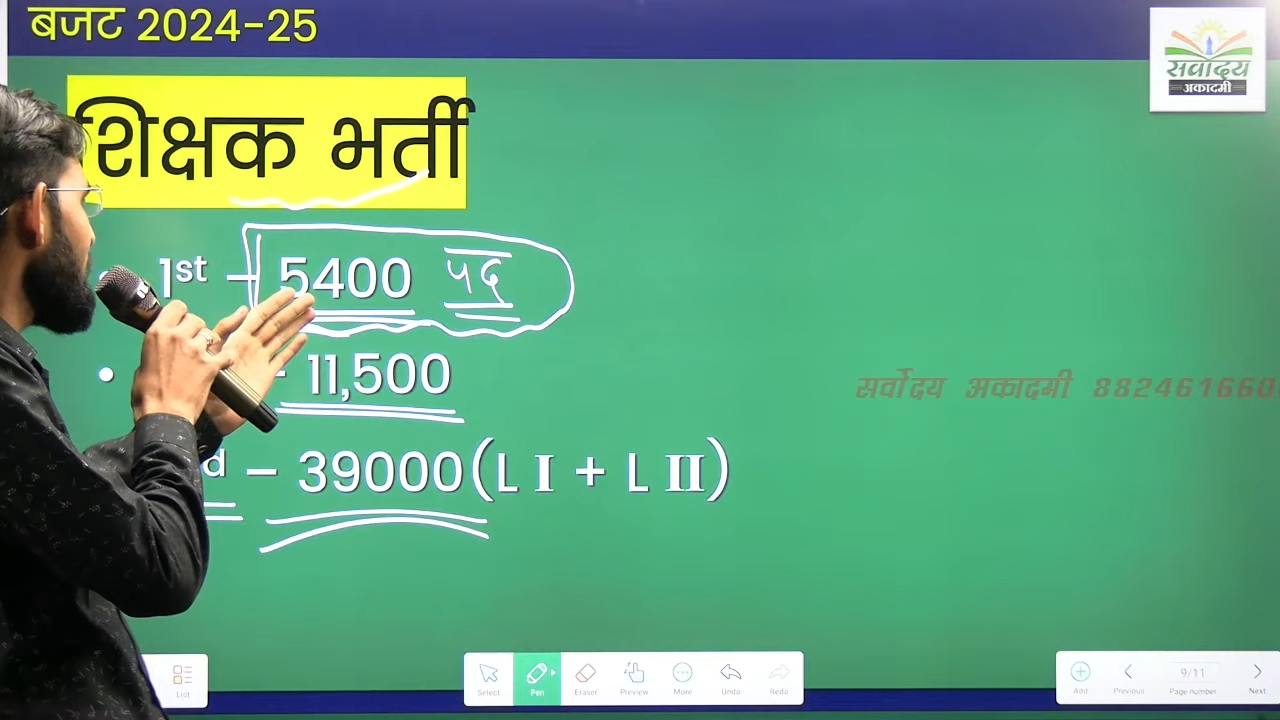 बजट 2024-25
सर्वोदय
अकादमी
शिक्षक भर्ती
• 1st – 5400 पद
• – 11,500
d – 39000(L I + L II)
सर्वोदय अकादमी 882461660
List
Select
Pen
Eraser
Preview
More
Undo
Redo
Add
Previous
9/11
Page number
Next